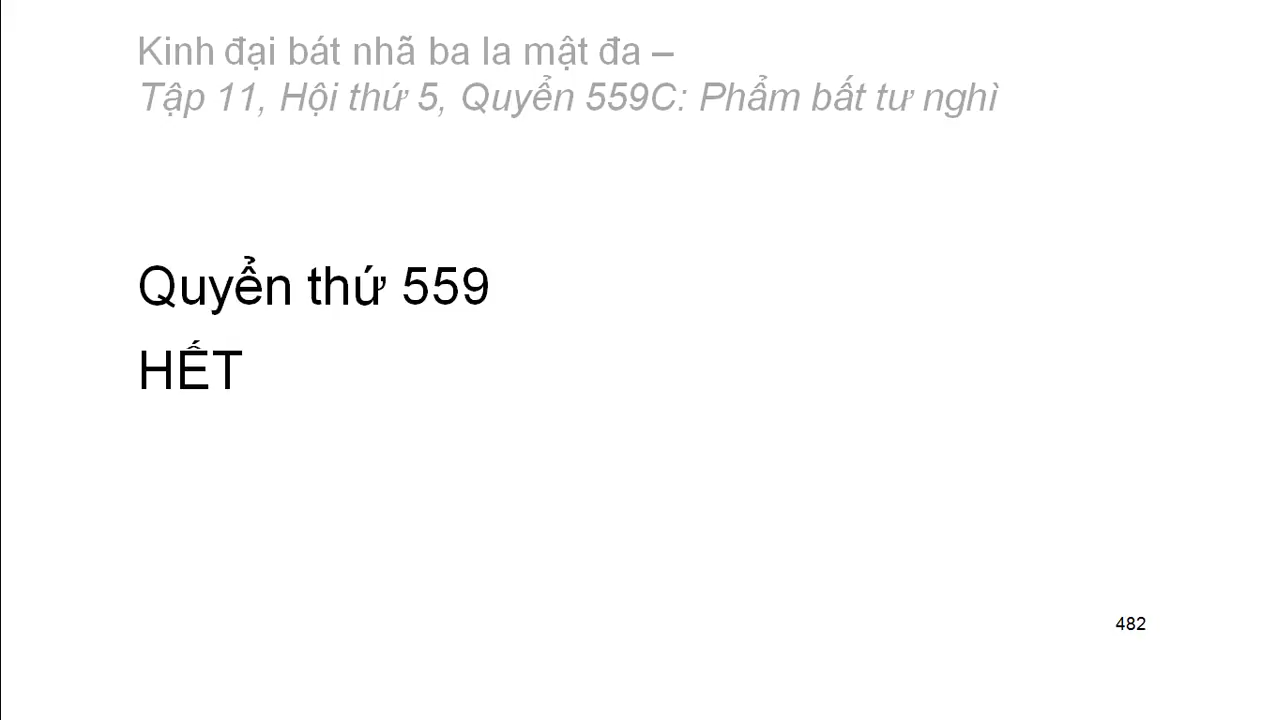 Kinh đại bát nhã ba la mật đa –
Tập 11, Hội thứ 5, Quyển 559C: Phẩm bất tư nghì
Quyển thứ 559
HẾT
482